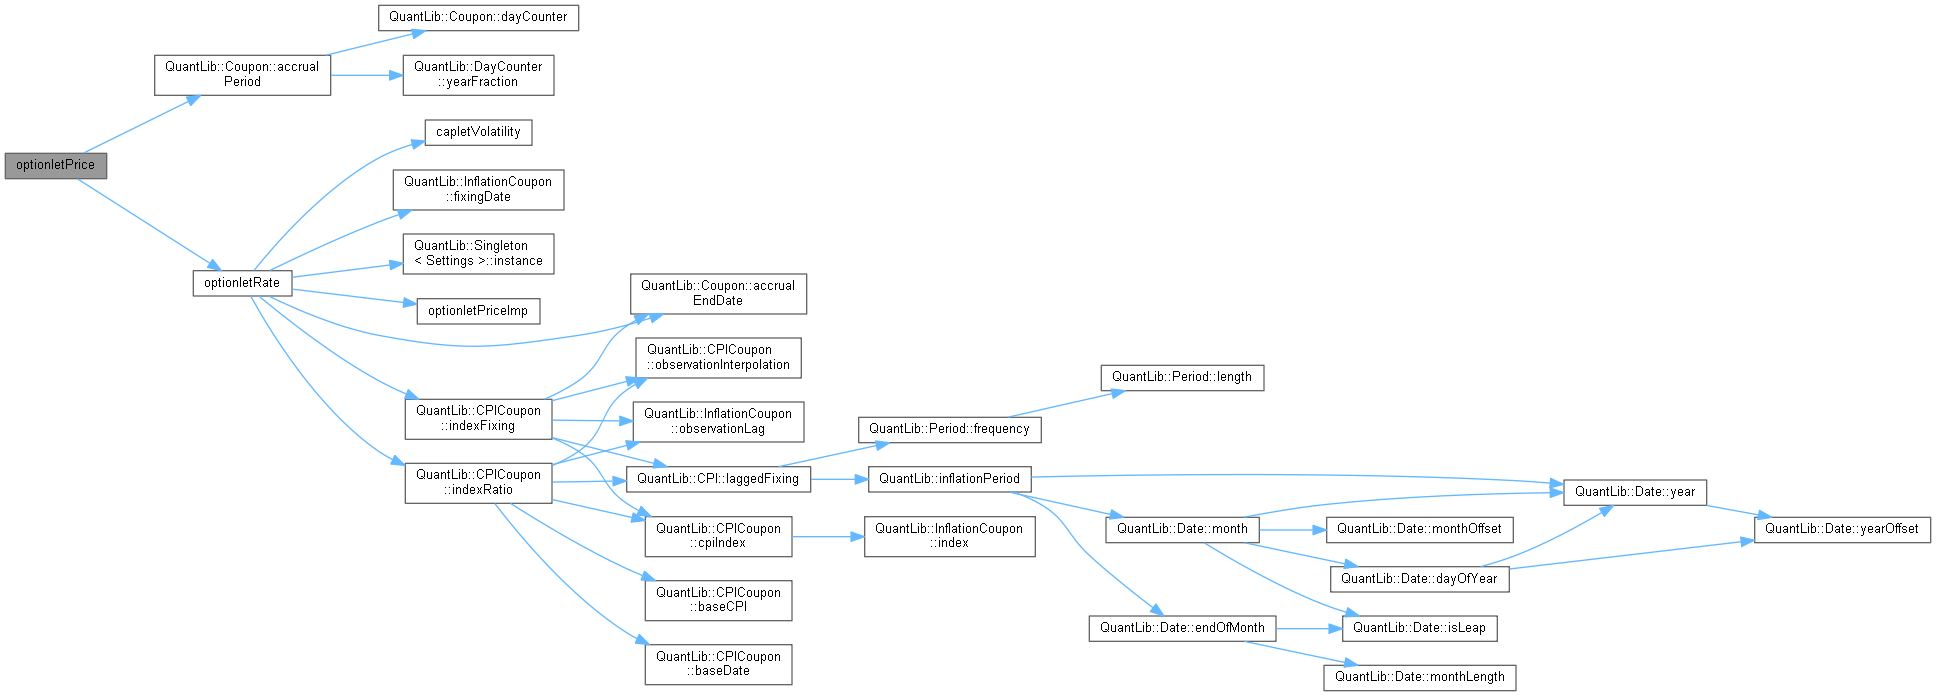 optionletPrice
QuantLib::Coupon::accrual
Period
QuantLib::Coupon::dayCounter
QuantLib::DayCounter
::yearFraction
optionletRate
capletVolatility
QuantLib::InflationCoupon
::fixingDate
QuantLib::Singleton
< Settings >::instance
optionletPriceImp
QuantLib::CPICoupon
::indexFixing
QuantLib::CPICoupon
::indexRatio
QuantLib::Coupon::accrual
EndDate
QuantLib::CPICoupon
::observationInterpolation
QuantLib::InflationCoupon
::observationLag
QuantLib::CPI::laggedFixing
QuantLib::CPICoupon
::cpiIndex
QuantLib::CPICoupon
::baseCPI
QuantLib::CPICoupon
::baseDate
QuantLib::Period::frequency
QuantLib::inflationPeriod
QuantLib::InflationCoupon
::index
QuantLib::Period::length
QuantLib::Date::month
QuantLib::Date::endOfMonth
QuantLib::Date::year
QuantLib::Date::monthOffset
QuantLib::Date::dayOfYear
QuantLib::Date::isLeap
QuantLib::Date::monthLength
QuantLib::Date::yearOffset